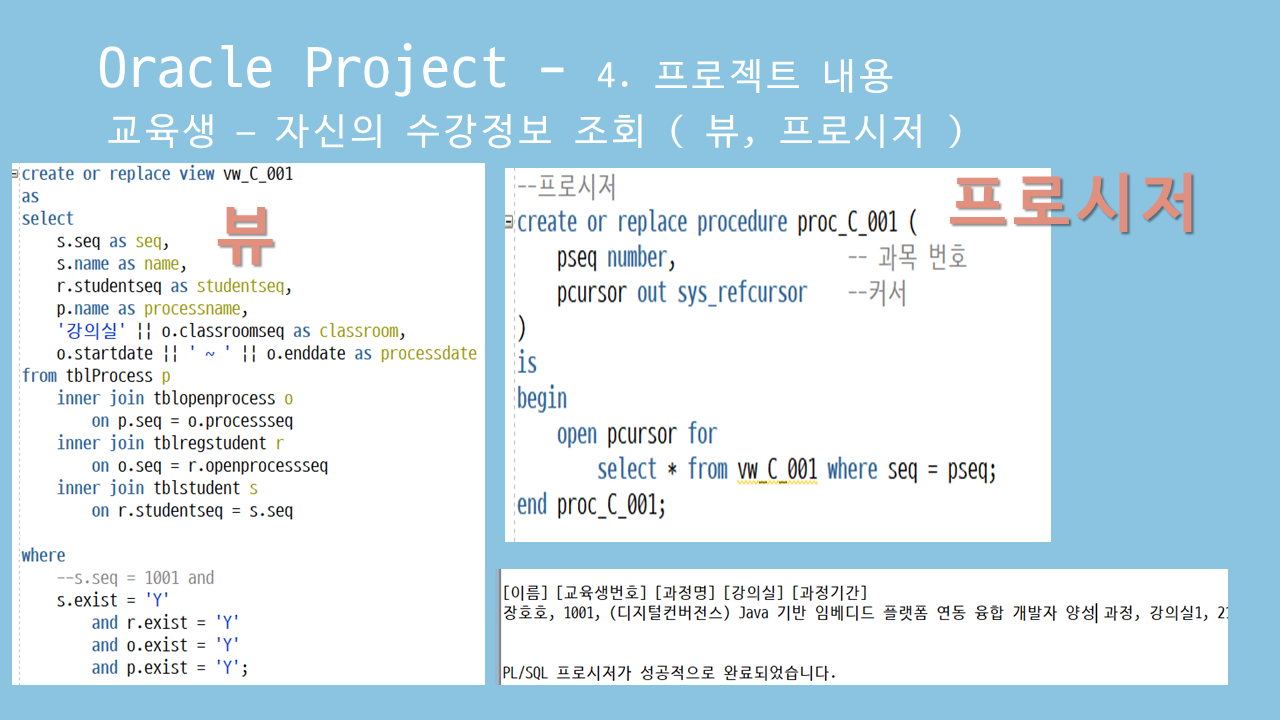 Oracle Project - 4. 프로젝트 내용
교육생 – 자신의 수강정보 조회 ( 뷰, 프로시저 )
뷰
create or replace view vw_C_001
as
select
s.seq as seq,
s.name as name,
r.studentseq as studentseq,
p.name as processname,
'강의실' || o.classroomseq as classroom,
o.startdate || ' ~ ' || o.enddate as processdate
from tblProcess p
inner join tblopenprocess o
on p.seq = o.processseq
inner join tblregstudent r
on o.seq = r.openprocessseq
inner join tblstudent s
on r.studentseq = s.seq
where
--s.seq = 1001 and
s.exist = 'Y'
and r.exist = 'Y'
and o.exist = 'Y'
and p.exist = 'Y';
프로시저
--프로시저
create or replace procedure proc_C_001 (
pseq number, -- 과목 번호
pcursor out sys_refcursor --커서
)
is
begin
open pcursor for
select * from vw_C_001 where seq = pseq;
end proc_C_001;
[이름] [교육생번호] [과정명] [강의실] [과정기간]
장호호, 1001, (디지털컨버전스) Java 기반 임베디드 플랫폼 연동 융합 개발자 양성 과정, 강의실1,
PL/SQL 프로시저가 성공적으로 완료되었습니다.